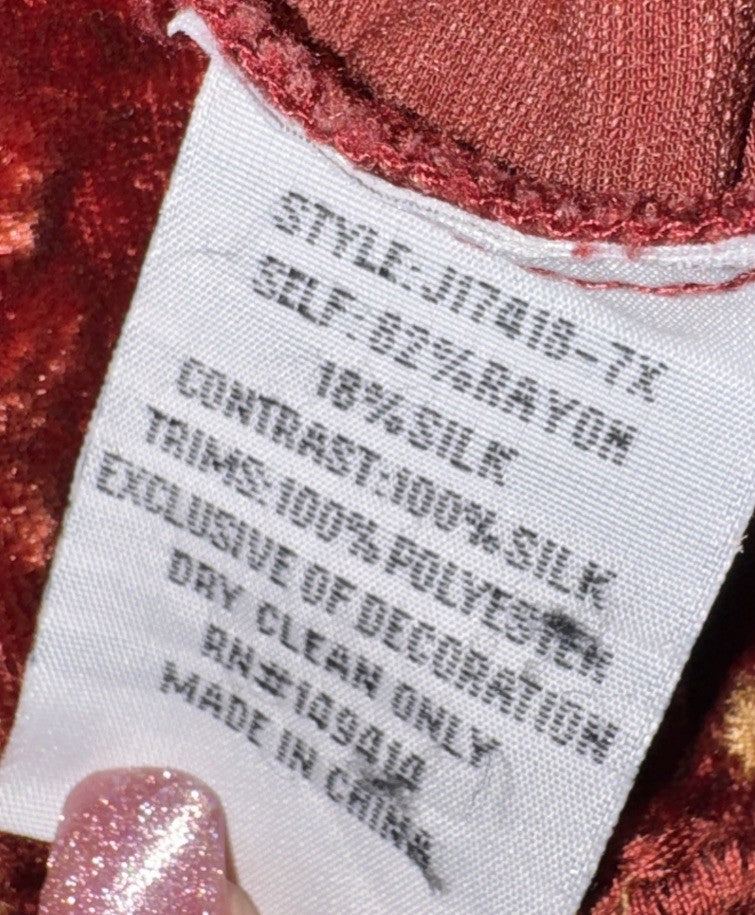 STYLE: J17416-7X
SELF: 82%RAYON
18%SILK
CONTRAST:100%SILK
TRIMS:100%POLYESTER
EXCLUSIVE OF DECORATION
DRY CLEAN ONLY
RN#149414
MADE IN CHINA